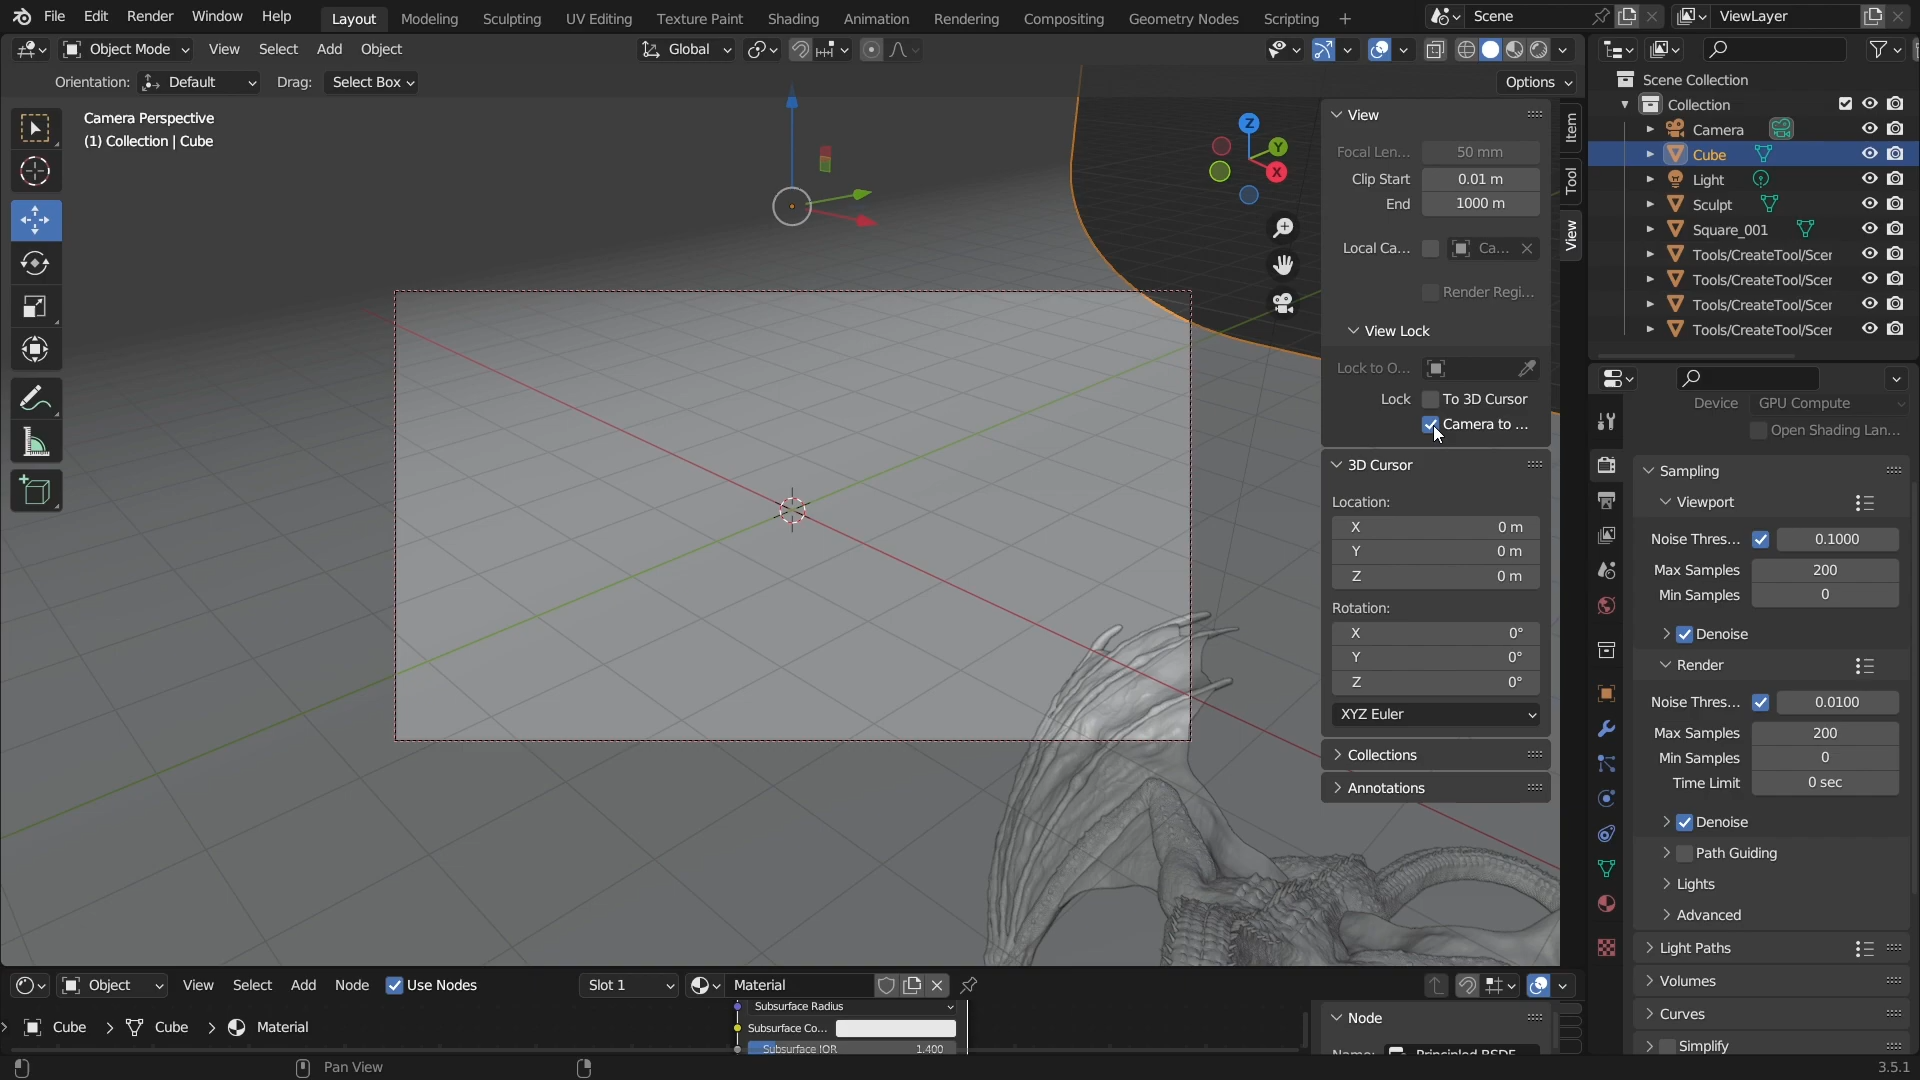 File Edit Render Window Help Layout Modeling Sculpting UV Editing Texture Paint Shading Animation Rendering Compositing Geometry Nodes Scripting + Scene ViewLayer
Object Mode View Select Add Object Global
Orientation: Default Drag: Select Box Options
Camera Perspective
(1) Collection | Cube
Z
Y
X
View
Focal Len... 50 mm
Clip Start 0.01 m
End 1000 m
Local Ca... Ca...
Render Regi...
View Lock
Lock to O...
Lock To 3D Cursor
Camera to ...
3D Cursor
Location:
X 0 m
Y 0 m
Z 0 m
Rotation:
X 0°
Y 0°
Z 0°
XYZ Euler
Collections
Annotations
Item
Tool
View
Scene Collection
Collection
Camera
Cube
Light
Sculpt
Square_001
Tools/CreateTool/Scer
Tools/CreateTool/Scer
Tools/CreateTool/Scer
Tools/CreateTool/Scer
Device GPU Compute
Open Shading Lan...
Sampling
Viewport
Noise Thres... 0.1000
Max Samples 200
Min Samples 0
Denoise
Render
Noise Thres... 0.0100
Max Samples 200
Min Samples 0
Time Limit 0 sec
Denoise
Path Guiding
Lights
Advanced
Light Paths
Volumes
Curves
Simplify
Object View Select Add Node Use Nodes Slot 1 Material
Cube Cube Material
Subsurface Radius
Subsurface Co...
Subsurface IOR 1.400
Node
Name: Principled BSDF
Pan View
3.5.1